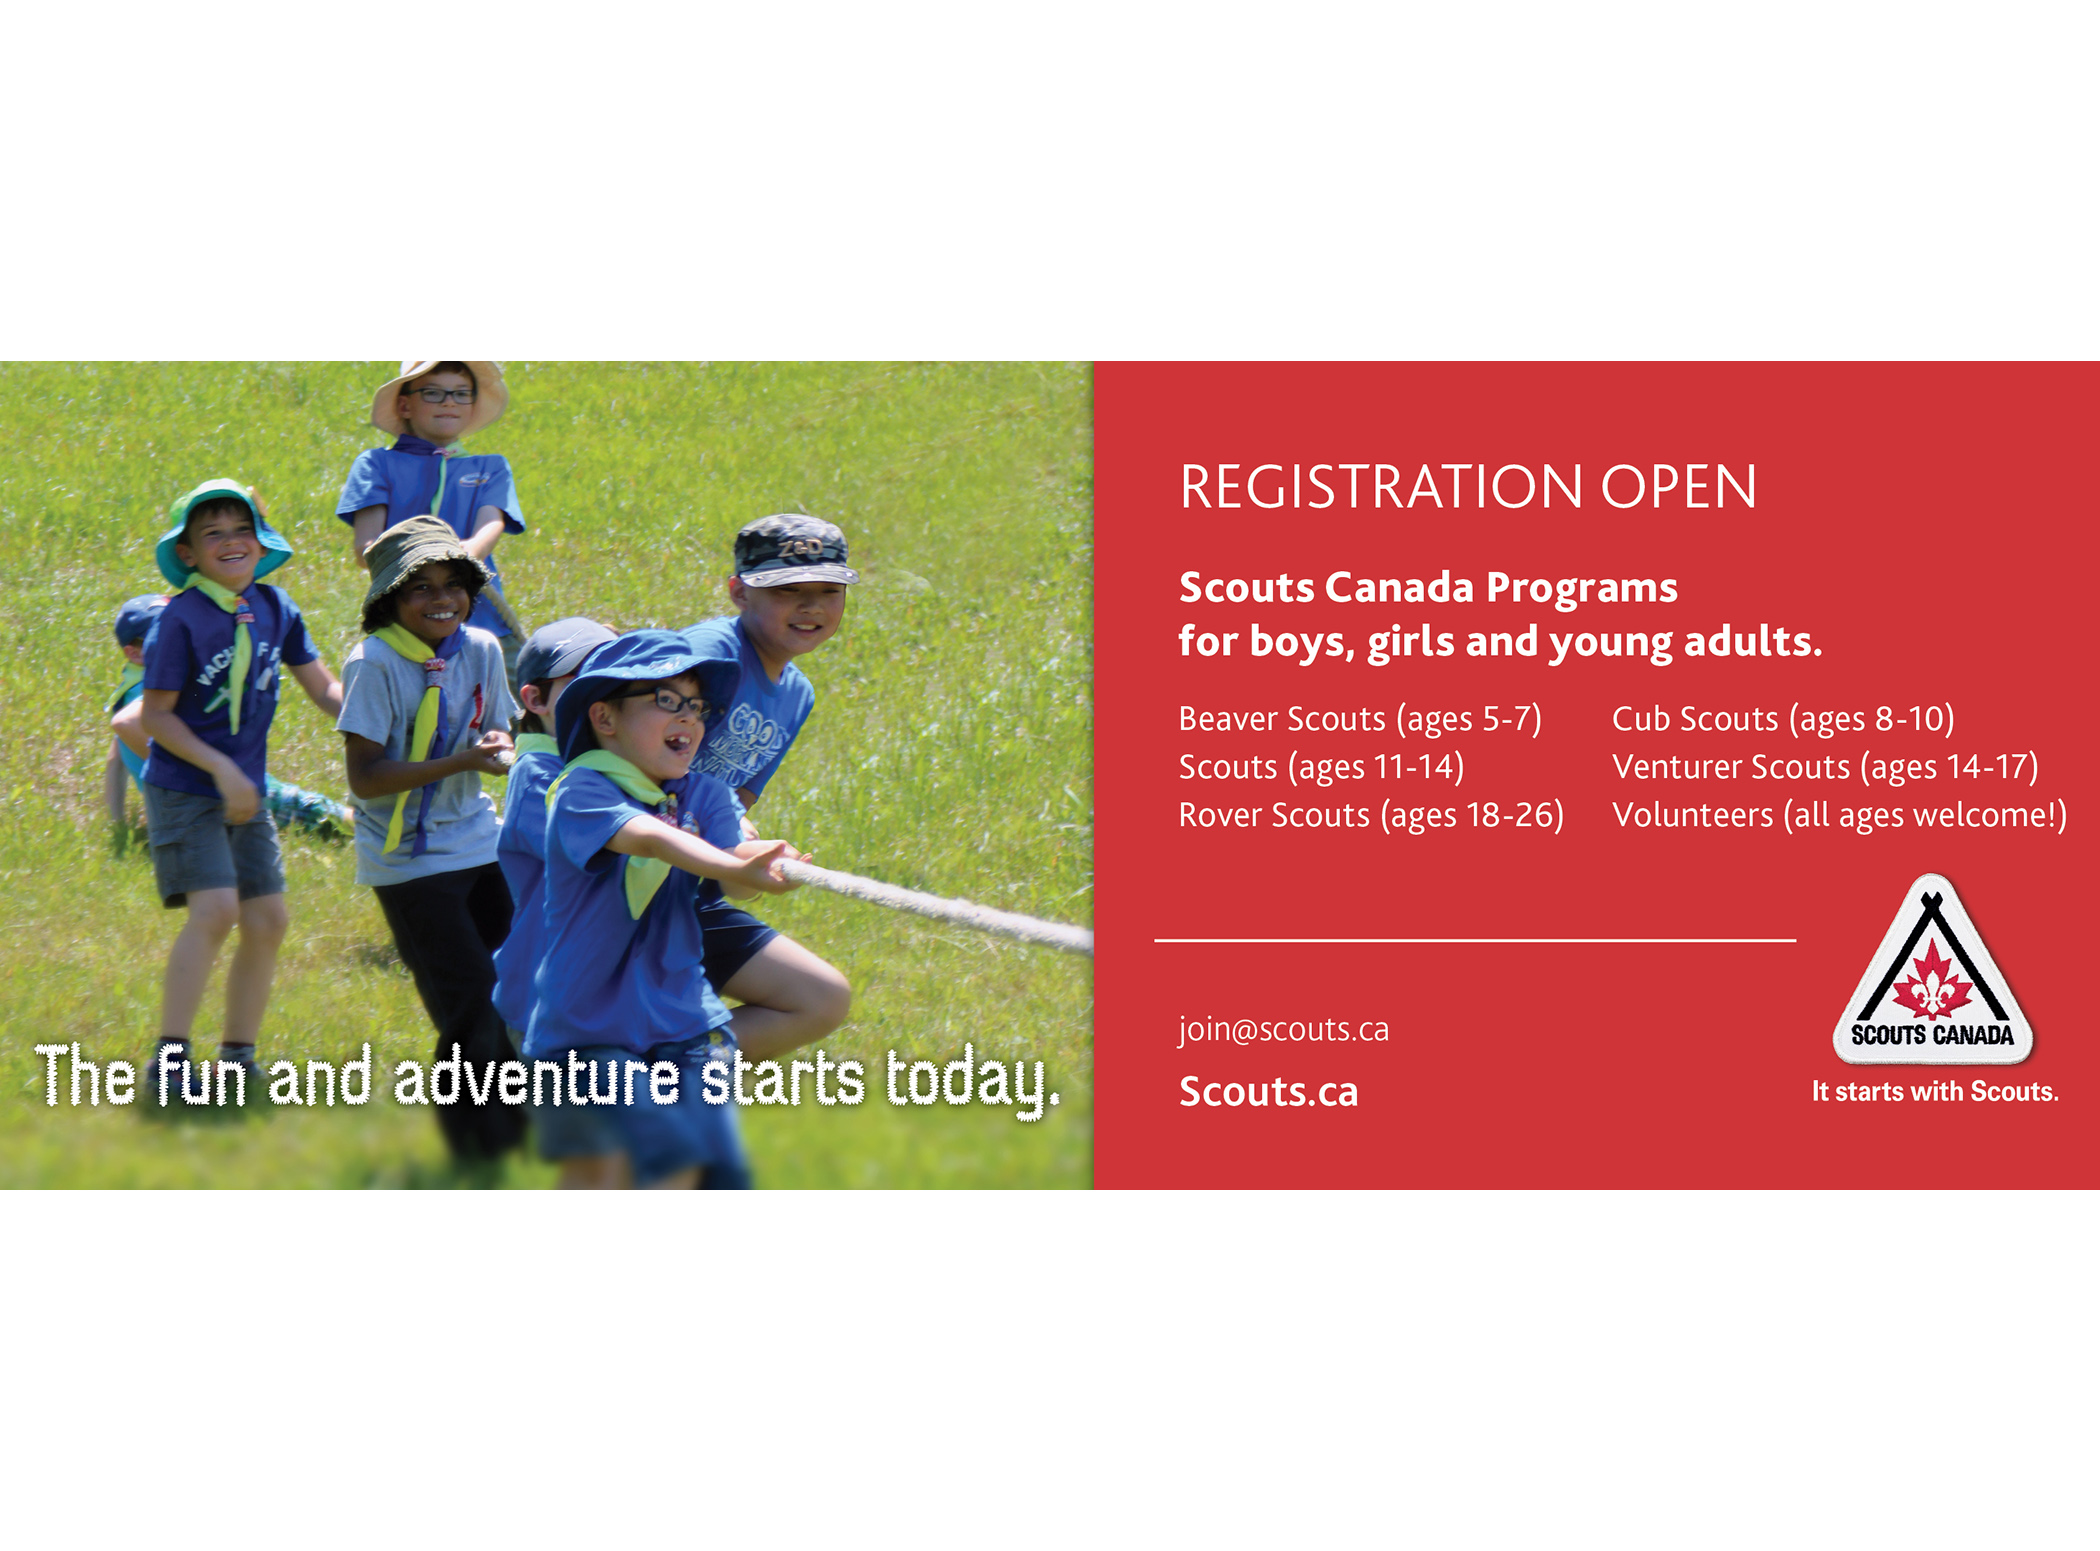 Z&D
GOOD
The fun and adventure starts today.
REGISTRATION OPEN
Scouts Canada Programs
for boys, girls and young adults.
Beaver Scouts (ages 5-7)
Cub Scouts (ages 8-10)
Scouts (ages 11-14)
Venturer Scouts (ages 14-17)
Rover Scouts (ages 18-26)
Volunteers (all ages welcome!)
join@scouts.ca
Scouts.ca
SCOUTS CANADA
It starts with Scouts.